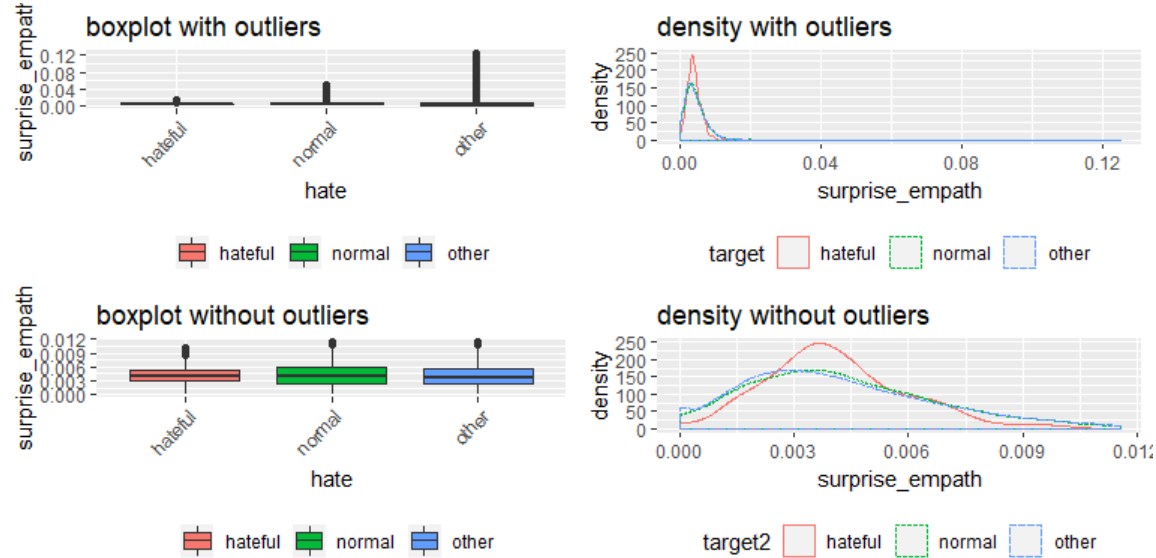 boxplot with outliers
surprise_empath
0.12
0.08
0.04
0.00
hateful
normal
other
hate
hateful normal other
density with outliers
density
250
200
150
100
50
0
0.00 0.04 0.08 0.12
surprise_empath
target hateful normal other
boxplot without outliers
surprise_empath
0.012
0.009
0.006
0.003
0.000
hateful
normal
other
hate
hateful normal other
density without outliers
density
250
200
150
100
50
0
0.000 0.003 0.006 0.009 0.012
surprise_empath
target2 hateful normal other